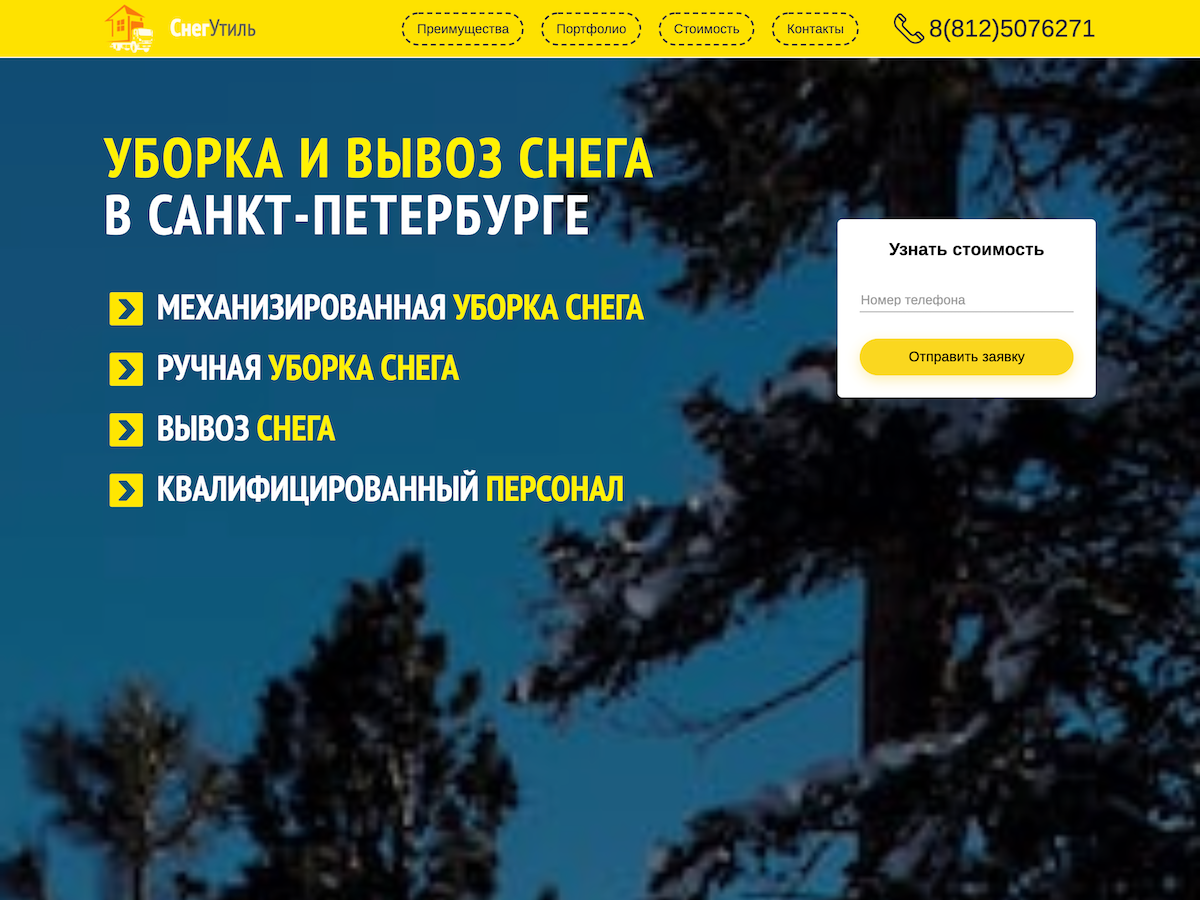 СнегУтиль
Преимущества
Портфолио
Стоимость
Контакты
8(812)5076271
УБОРКА И ВЫВОЗ СНЕГА
В САНКТ-ПЕТЕРБУРГЕ
МЕХАНИЗИРОВАННАЯ УБОРКА СНЕГА
РУЧНАЯ УБОРКА СНЕГА
ВЫВОЗ СНЕГА
КВАЛИФИЦИРОВАННЫЙ ПЕРСОНАЛ
Узнать стоимость
Номер телефона
Отправить заявку